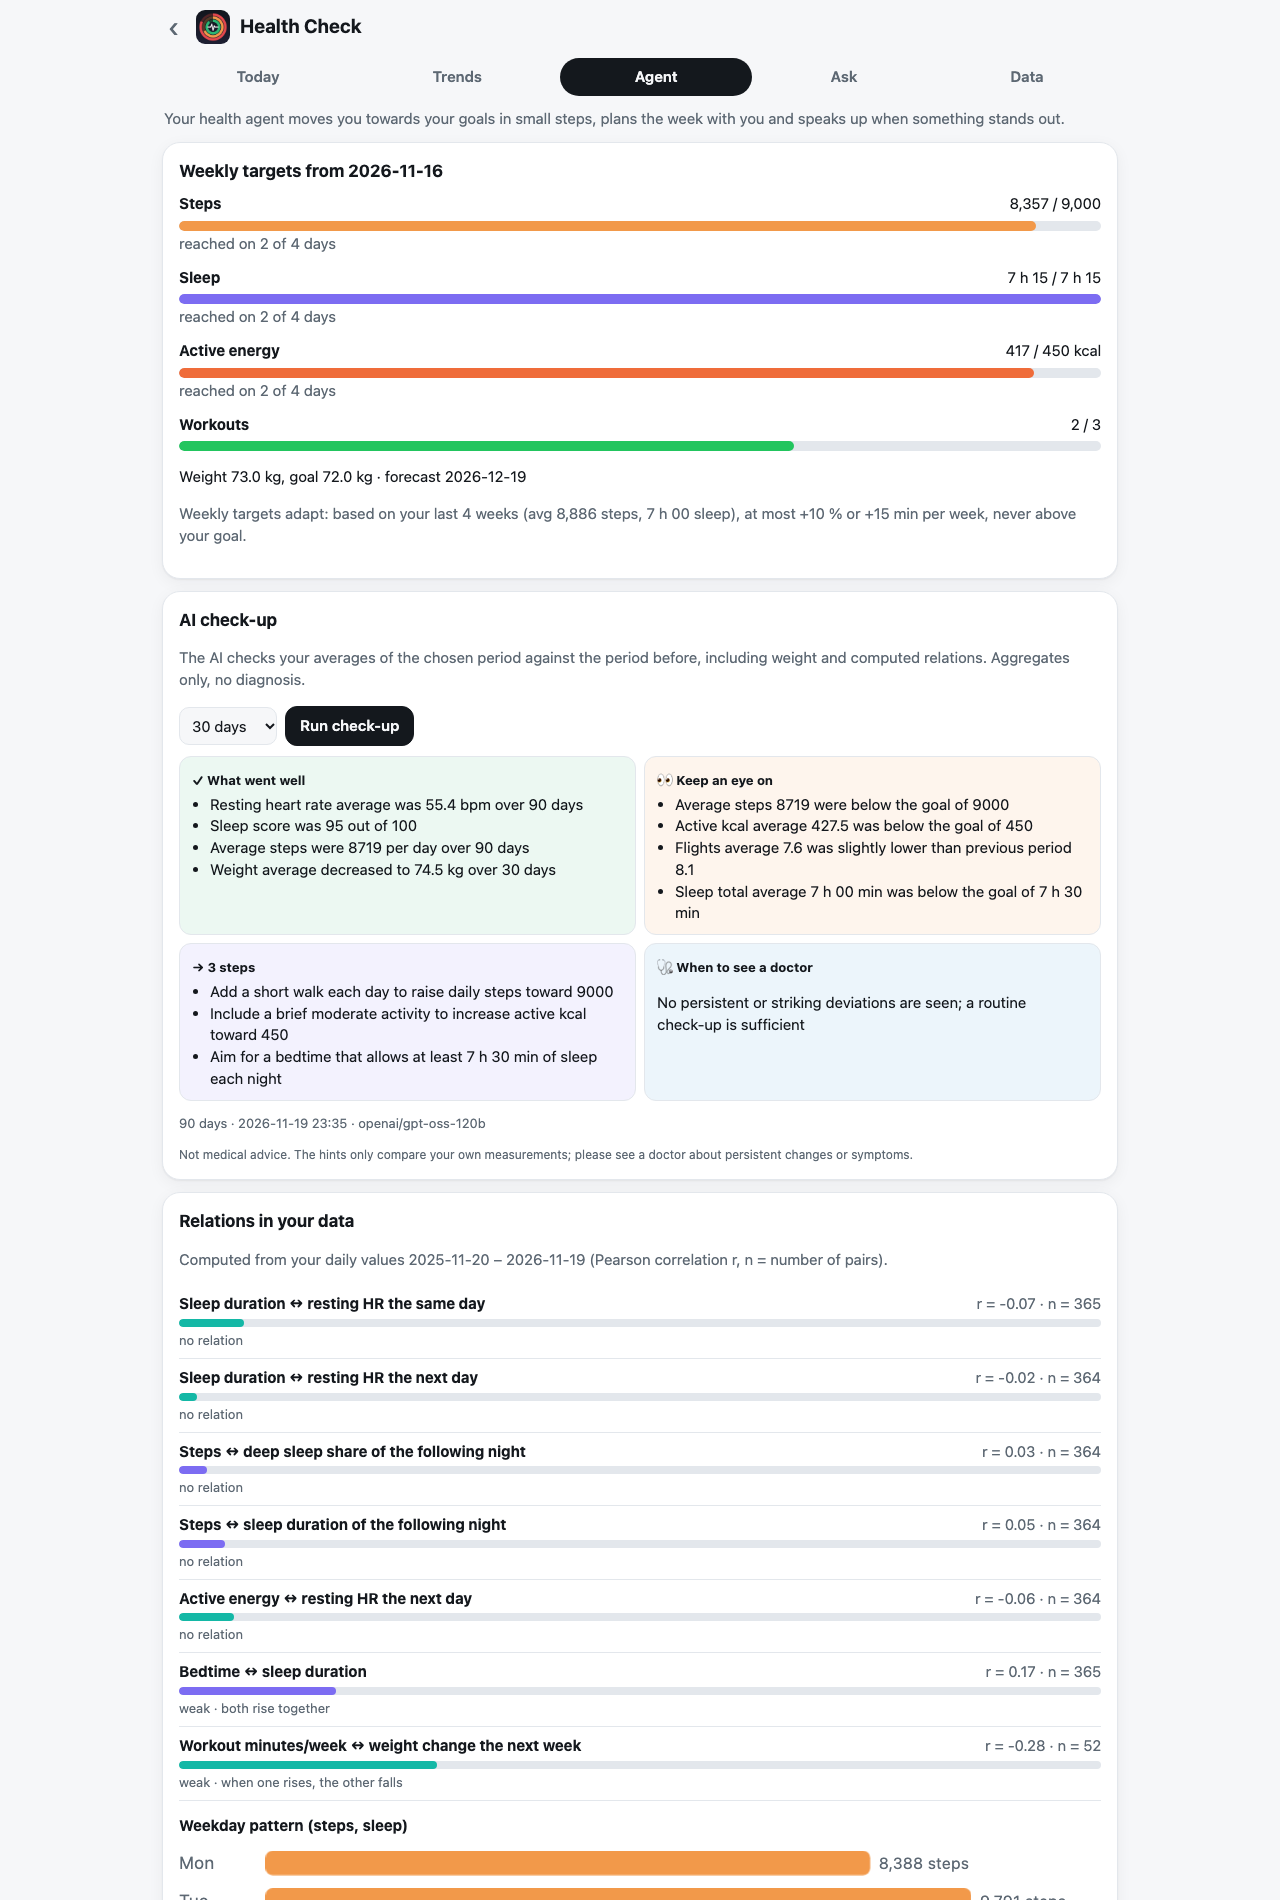 Health Check
Today
Trends
Agent
Ask
Data
Your health agent moves you towards your goals in small steps, plans the week with you and speaks up when something stands out.
Weekly targets from 2026-11-16
Steps
8,357 / 9,000
reached on 2 of 4 days
Sleep
7 h 15 / 7 h 15
reached on 2 of 4 days
Active energy
417 / 450 kcal
reached on 2 of 4 days
Workouts
2 / 3
Weight 73.0 kg, goal 72.0 kg · forecast 2026-12-19
Weekly targets adapt: based on your last 4 weeks (avg 8,886 steps, 7 h 00 sleep), at most +10 % or +15 min per week, never above
your goal.
AI check-up
The AI checks your averages of the chosen period against the period before, including weight and computed relations. Aggregates
only, no diagnosis.
30 days
Run check-up
✓ What went well
• Resting heart rate average was 55.4 bpm over 90 days
• Sleep score was 95 out of 100
• Average steps were 8719 per day over 90 days
• Weight average decreased to 74.5 kg over 30 days
👀 Keep an eye on
• Average steps 8719 were below the goal of 9000
• Active kcal average 427.5 was below the goal of 450
• Flights average 7.6 was slightly lower than previous period
8.1
• Sleep total average 7 h 00 min was below the goal of 7 h 30
min
→ 3 steps
• Add a short walk each day to raise daily steps toward 9000
• Include a brief moderate activity to increase active kcal
toward 450
• Aim for a bedtime that allows at least 7 h 30 min of sleep
each night
🩺 When to see a doctor
No persistent or striking deviations are seen; a routine
check-up is sufficient
90 days · 2026-11-19 23:35 · openai/gpt-oss-120b
Not medical advice. The hints only compare your own measurements; please see a doctor about persistent changes or symptoms.
Relations in your data
Computed from your daily values 2025-11-20 – 2026-11-19 (Pearson correlation r, n = number of pairs).
Sleep duration ↔ resting HR the same day
r = -0.07 · n = 365
no relation
Sleep duration ↔ resting HR the next day
r = -0.02 · n = 364
no relation
Steps ↔ deep sleep share of the following night
r = 0.03 · n = 364
no relation
Steps ↔ sleep duration of the following night
r = 0.05 · n = 364
no relation
Active energy ↔ resting HR the next day
r = -0.06 · n = 364
no relation
Bedtime ↔ sleep duration
r = 0.17 · n = 365
weak · both rise together
Workout minutes/week ↔ weight change the next week
r = -0.28 · n = 52
weak · when one rises, the other falls
Weekday pattern (steps, sleep)
Mon
8,388 steps